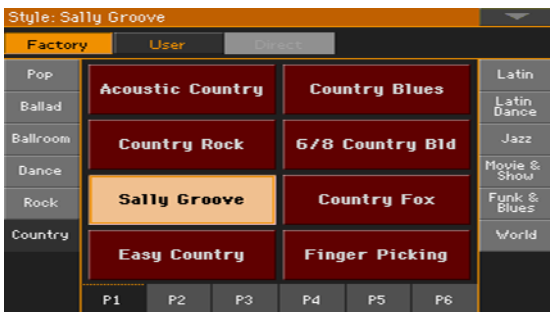 Style: Sally Groove
Factory
User
Direct
Pop
Ballad
Ballroom
Dance
Rock
Country
Acoustic Country
Country Blues
Country Rock
6/8 Country Bld
Sally Groove
Country Fox
Easy Country
Finger Picking
Latin
Latin
Dance
Jazz
Movie &
Show
Funk &
Blues
World
P1
P2
P3
P4
P5
P6